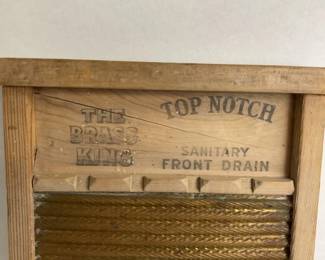 THE
BRASS
KING
TOP NOTCH
SANITARY
FRONT DRAIN